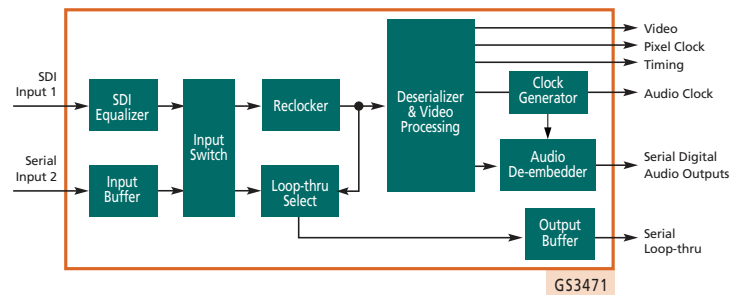 SDI
Input 1
Serial
Input 2
SDI
Equalizer
Input
Buffer
Input
Switch
Reclocker
Loop-thru
Select
Deserializer
& Video
Processing
Clock
Generator
Audio
De-embedder
Output
Buffer
Video
Pixel Clock
Timing
Audio Clock
Serial Digital
Audio Outputs
Serial
Loop-thru
GS3471